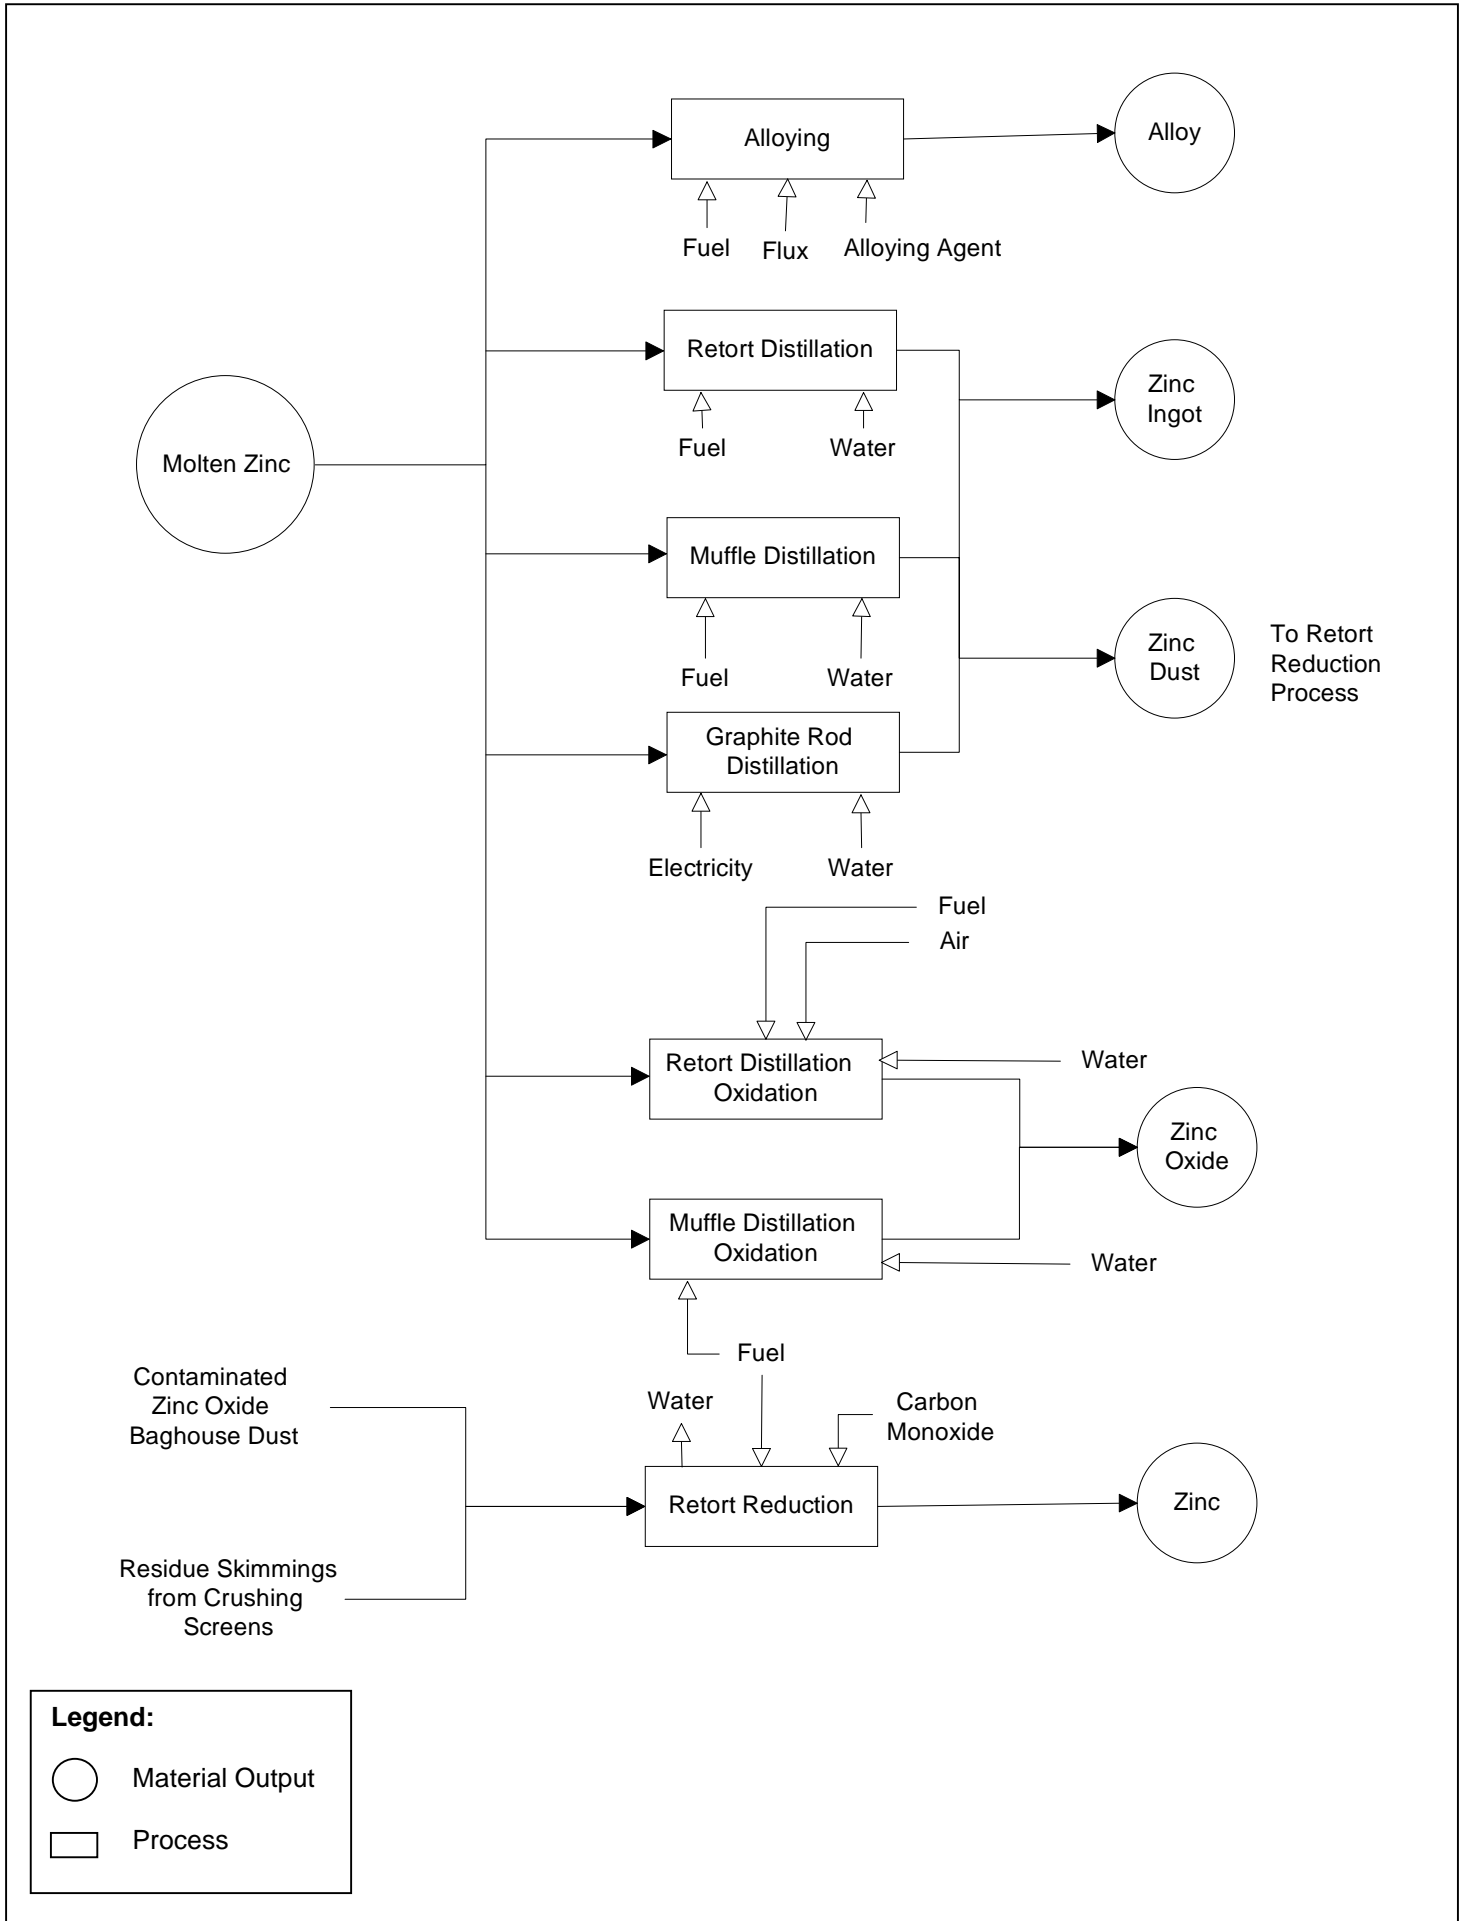 Alloying
Alloy
Fuel
Flux
Alloying Agent
Retort Distillation
Zinc
Ingot
Fuel
Water
Molten Zinc
Muffle Distillation
Zinc
Dust
To Retort
Reduction
Process
Fuel
Water
Graphite Rod
Distillation
Electricity
Water
Fuel
Air
Retort Distillation
Oxidation
Water
Zinc
Oxide
Muffle Distillation
Oxidation
Water
Fuel
Contaminated
Zinc Oxide
Baghouse Dust
Water
Carbon
Monoxide
Retort Reduction
Zinc
Residue Skimmings
from Crushing
Screens
Legend:
Material Output
Process